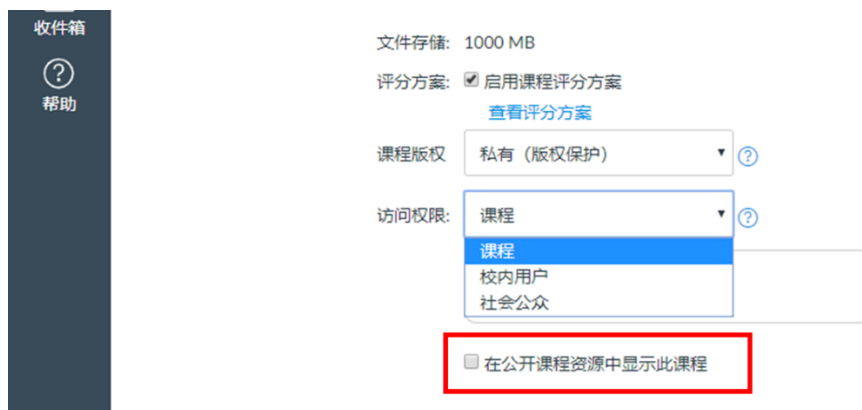 收件箱
帮助
文件存储: 1000 MB
评分方案: 启用课程评分方案
查看评分方案
课程版权 私有（版权保护）
访问权限: 课程
课程
校内用户
社会公众
在公开课程资源中显示此课程